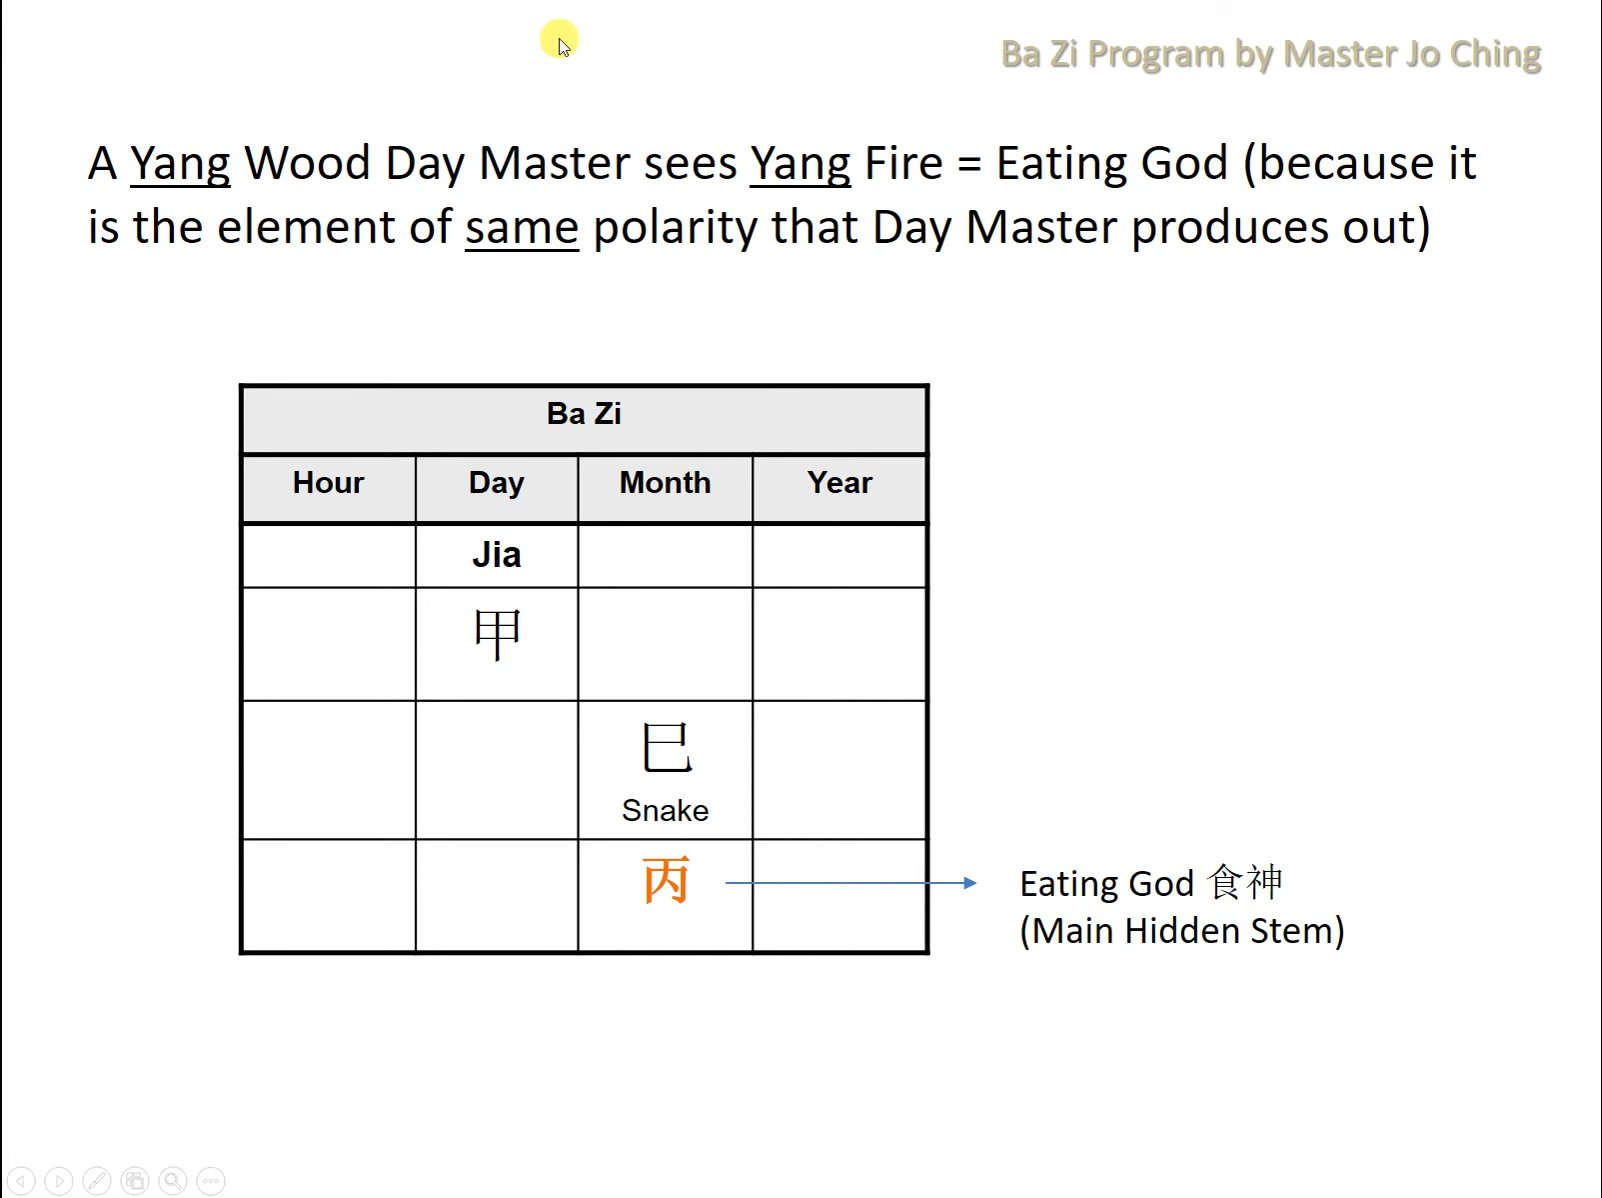 Ba Zi Program by Master Jo Ching
A Yang Wood Day Master sees Yang Fire = Eating God (because it
is the element of same polarity that Day Master produces out)
Ba Zi
Hour Day Month Year
Jia
甲
巳
Snake
丙
Eating God 食神
(Main Hidden Stem)